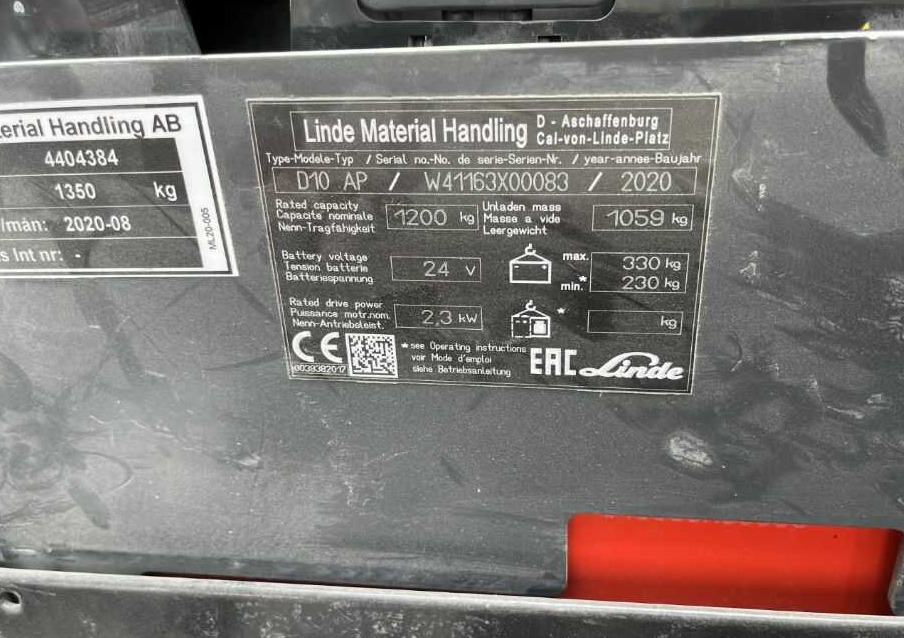 erial Handling AB
4404384
1350 kg
/mån: 2020-08
s Int nr: -
ML20-005
Linde Material Handling
D - Aschaffenburg
Cal-von-Linde-Platz
Type-Modele-Typ / Serial no.-No. de serie-Serien-Nr. / year-annee-Baujahr
D10 AP / W41163X00083 / 2020
Rated capacity
Capacite nominale
Nenn-Tragfähigkeit
1200 kg
Unladen mass
Masse a vide
Leergewicht
1059 kg
Battery voltage
Tension batterie
Batteriespannung
24 V
max. 330 kg
min. * 230 kg
Rated drive power
Puissance motr.nom.
Nenn-Antriebsleist.
2,3 kW
* kg
CE
0038382017
* see Operating instructions
voir Mode d'emploi
siehe Betriebsanleitung
EAC
Linde